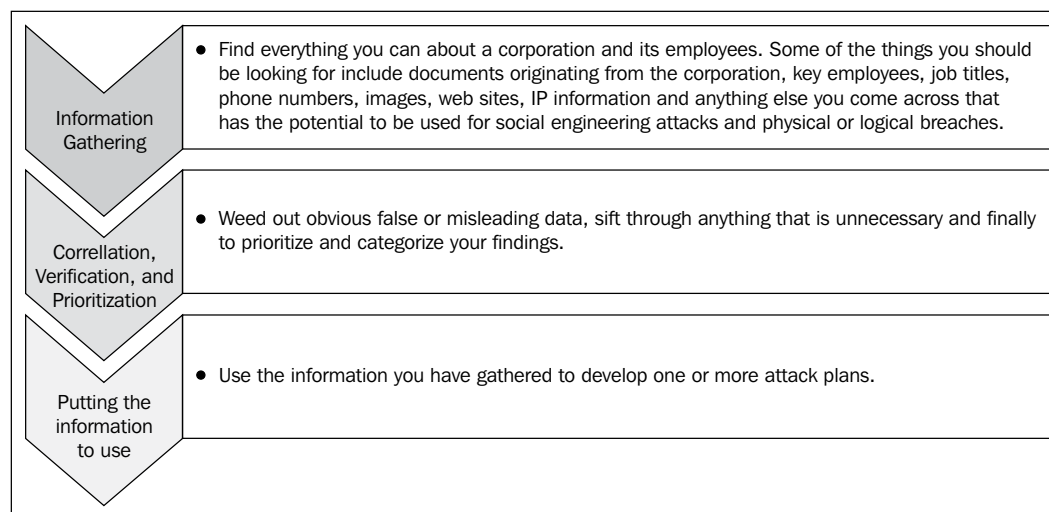 Information
Gathering
• Find everything you can about a corporation and its employees. Some of the things you should
be looking for include documents originating from the corporation, key employees, job titles,
phone numbers, images, web sites, IP information and anything else you come across that
has the potential to be used for social engineering attacks and physical or logical breaches.
Correllation,
Verification, and
Prioritization
• Weed out obvious false or misleading data, sift through anything that is unnecessary and finally
to prioritize and categorize your findings.
Putting the
information
to use
• Use the information you have gathered to develop one or more attack plans.